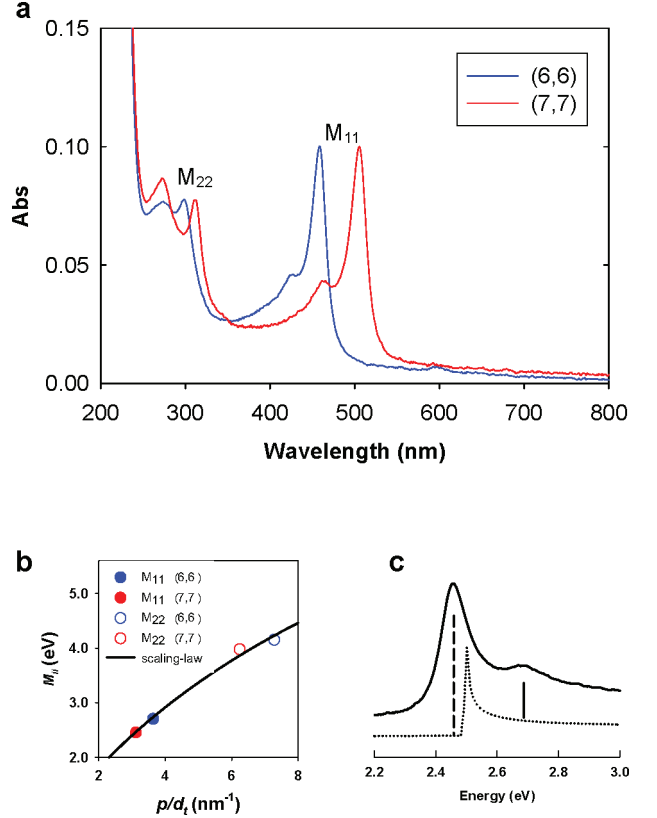 a
0.15
0.10
0.05
0.00
Abs
(6,6)
(7,7)
M11
M22
200 300 400 500 600 700 800
Wavelength (nm)
b
M11 (6,6)
M11 (7,7)
M22 (6,6)
M22 (7,7)
scaling-law
5.0
4.0
3.0
2.0
Mii (eV)
2 4 6 8
p/dt (nm-1)
c
2.2 2.4 2.6 2.8 3.0
Energy (eV)